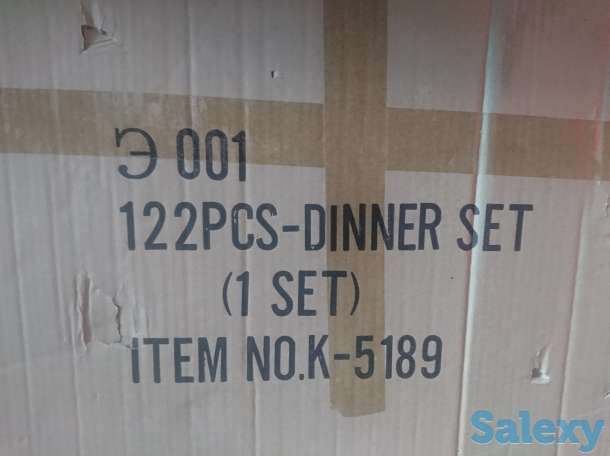 Э 001
122PCS-DINNER SET
(1 SET)
ITEM NO.K-5189
Salexy